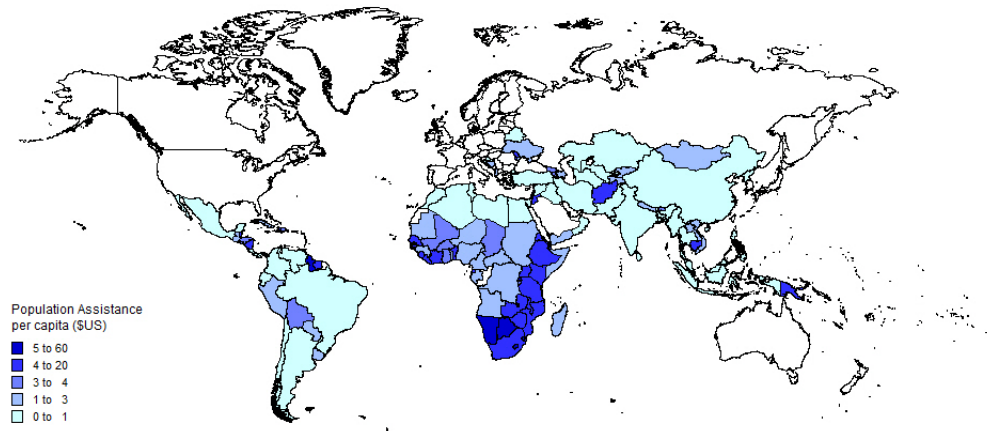 Population Assistance
per capita ($US)
5 to 60
4 to 20
3 to 4
1 to 3
0 to 1